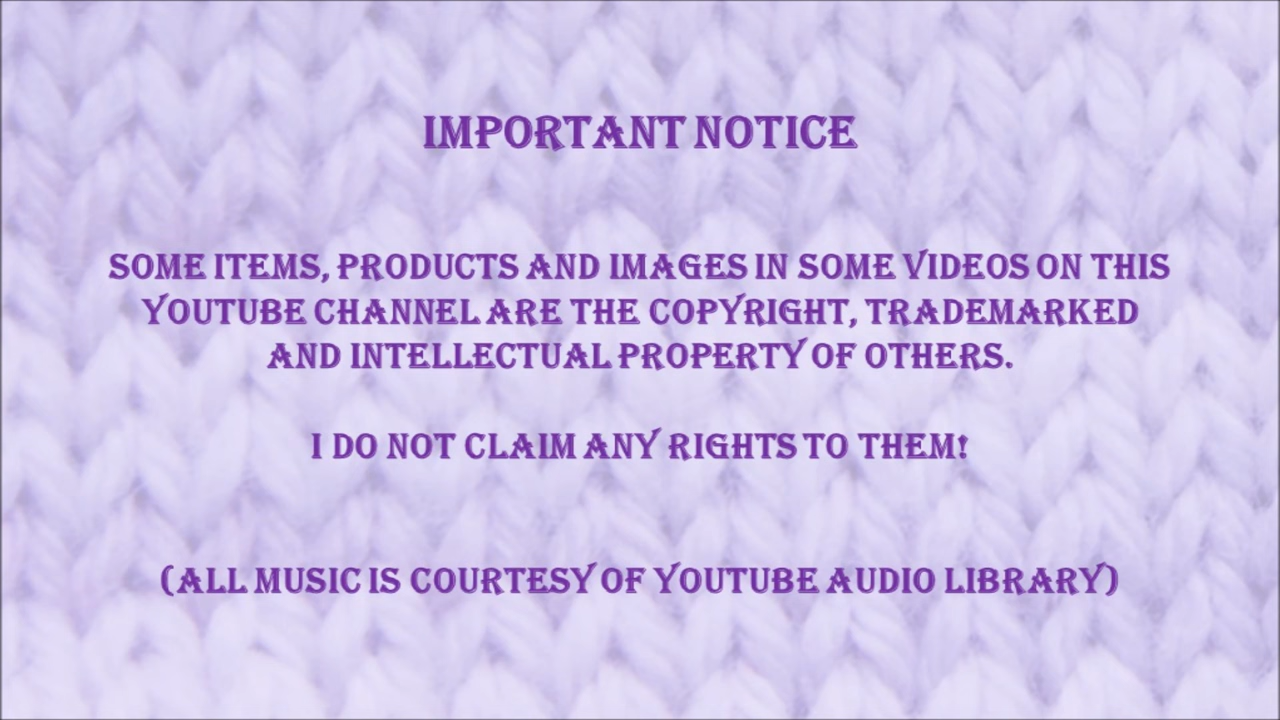 IMPORTANT NOTICE
SOME ITEMS, PRODUCTS AND IMAGES IN SOME VIDEOS ON THIS
YOUTUBE CHANNEL ARE THE COPYRIGHT, TRADEMARKED
AND INTELLECTUAL PROPERTY OF OTHERS.
I DO NOT CLAIM ANY RIGHTS TO THEM!
(ALL MUSIC IS COURTESY OF YOUTUBE AUDIO LIBRARY)